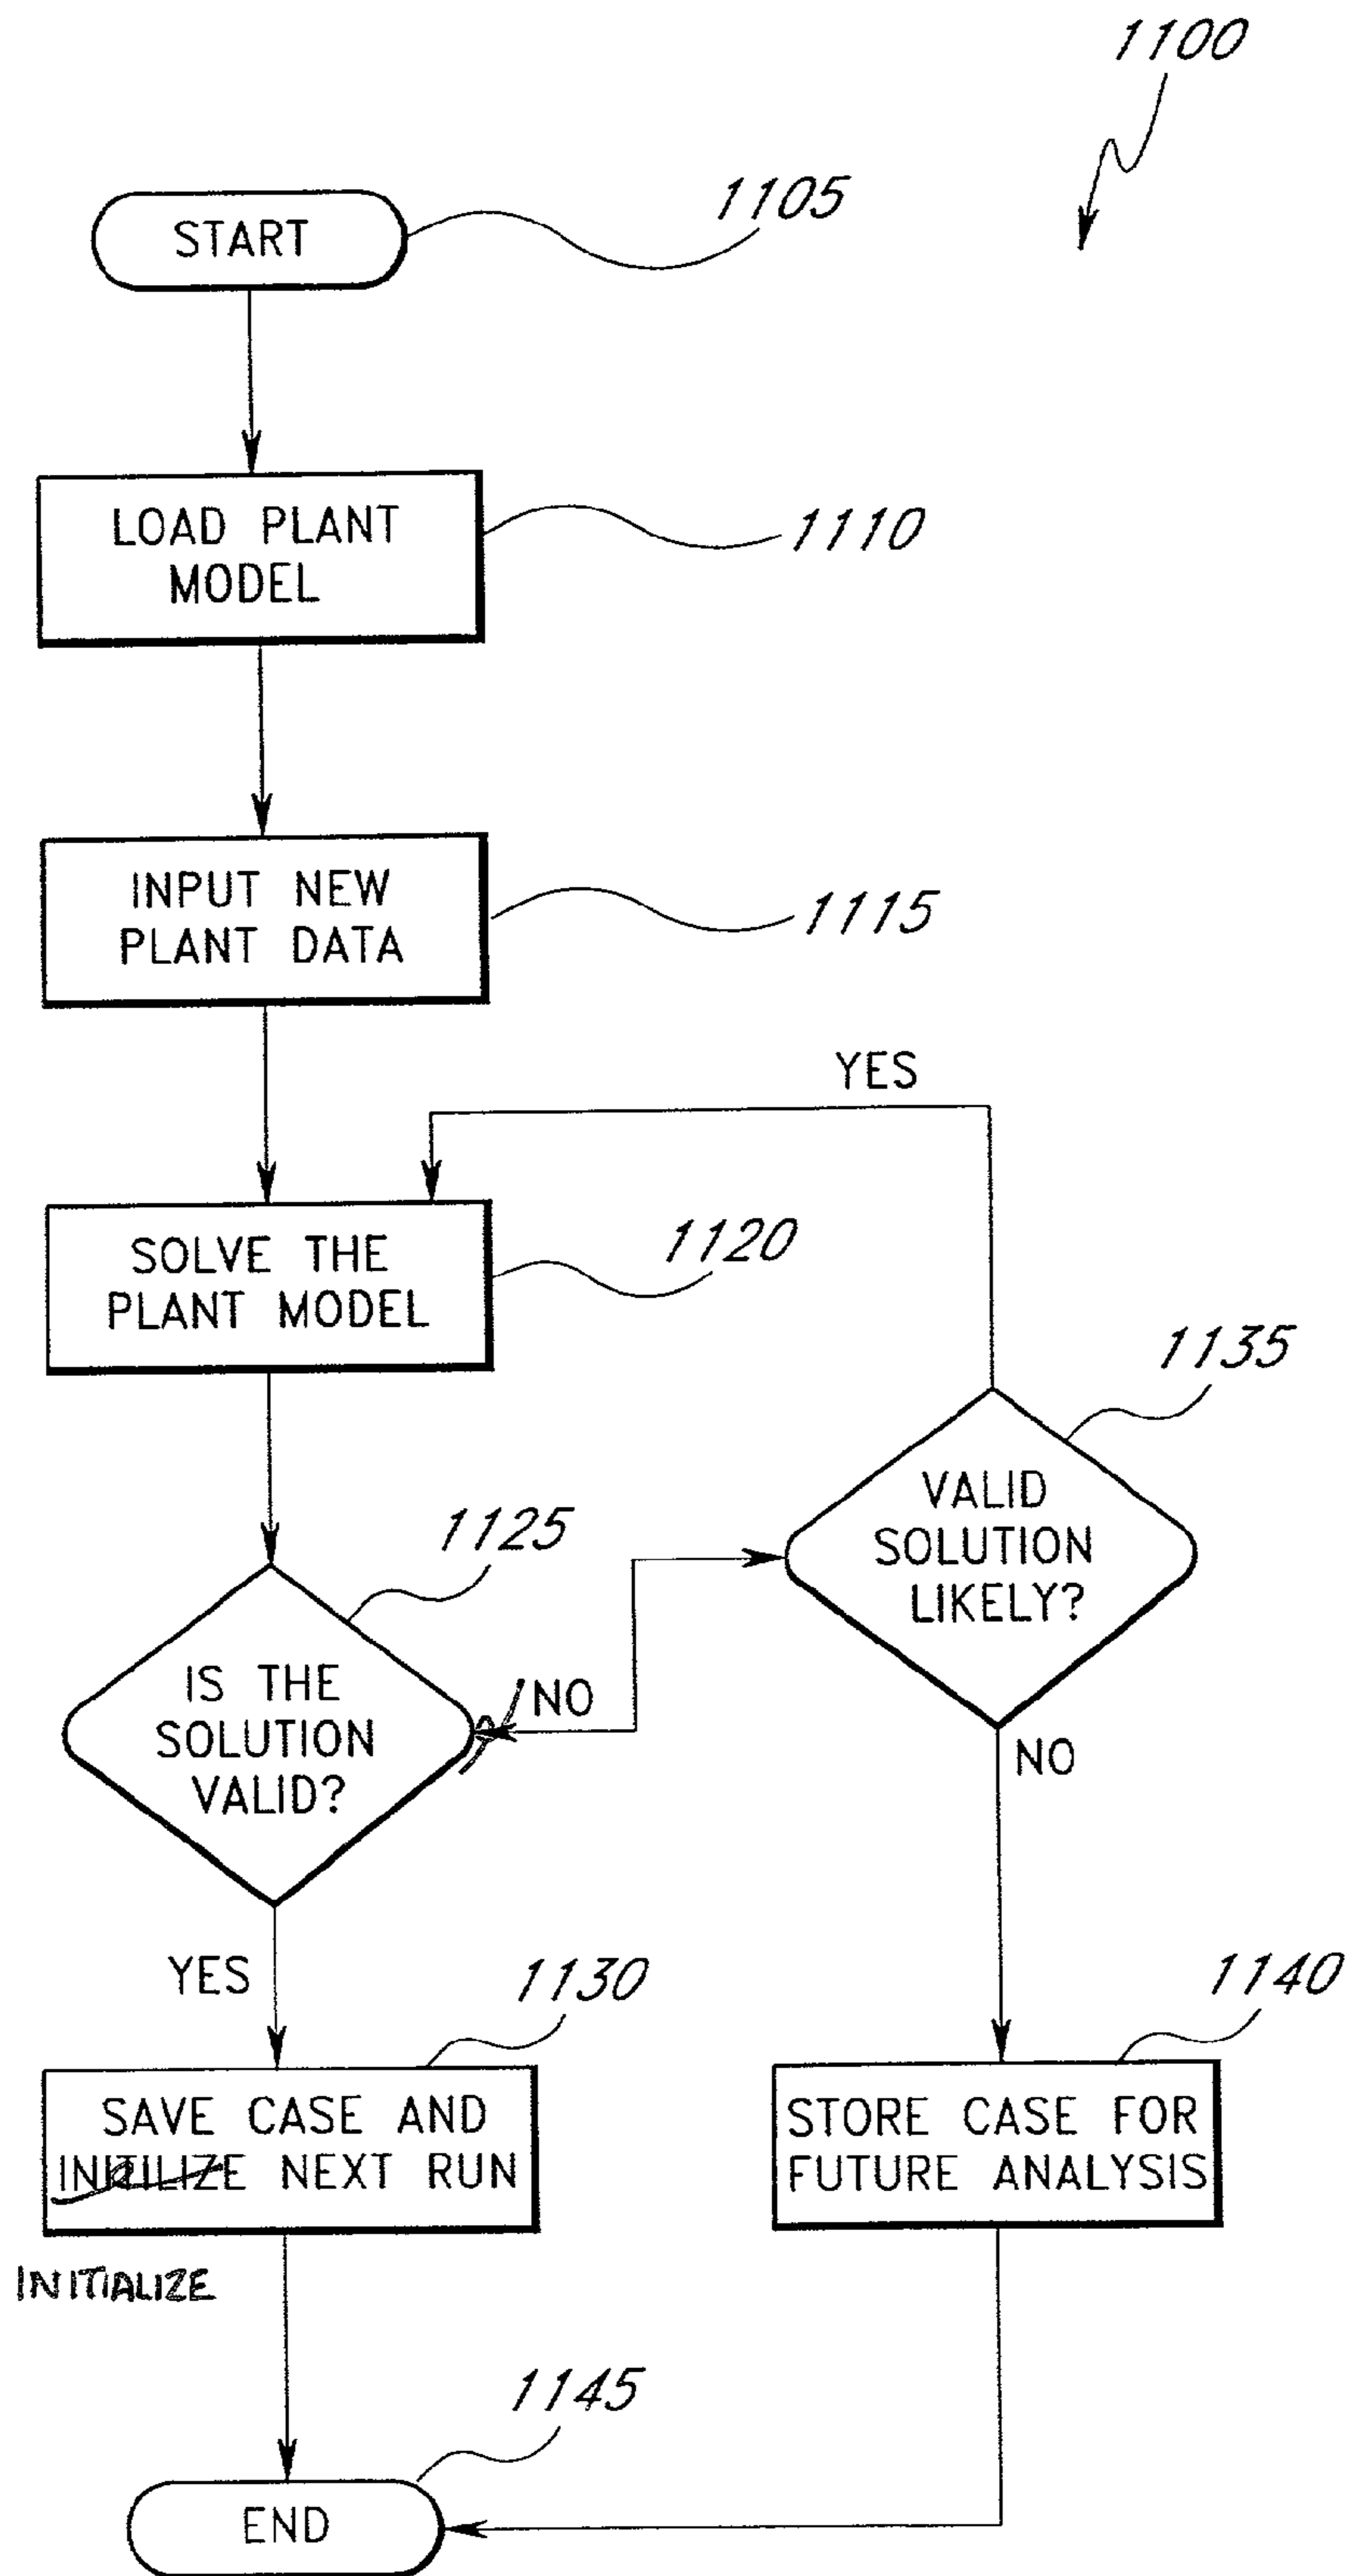 1100
START
1105
LOAD PLANT
MODEL
1110
INPUT NEW
PLANT DATA
1115
YES
SOLVE THE
PLANT MODEL
1120
1135
VALID
SOLUTION
LIKELY?
1125
IS THE
SOLUTION
VALID?
NO
NO
YES
1130
1140
SAVE CASE AND
INITILIZE NEXT RUN
STORE CASE FOR
FUTURE ANALYSIS
INITIALIZE
1145
END